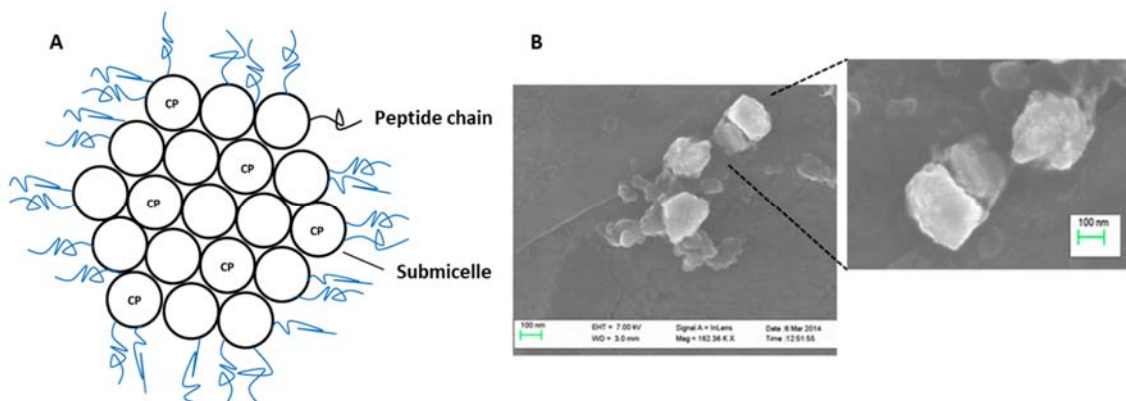 A
CP
CP
CP
CP
CP
CP
Peptide chain
Submicelle
B
100 nm
100 nm
EHT = 7.00 kV
Signal A = InLens
Date :6 Mar 2014
WD = 3.0 mm
Mag = 162.36 K X
Time :12:51:55